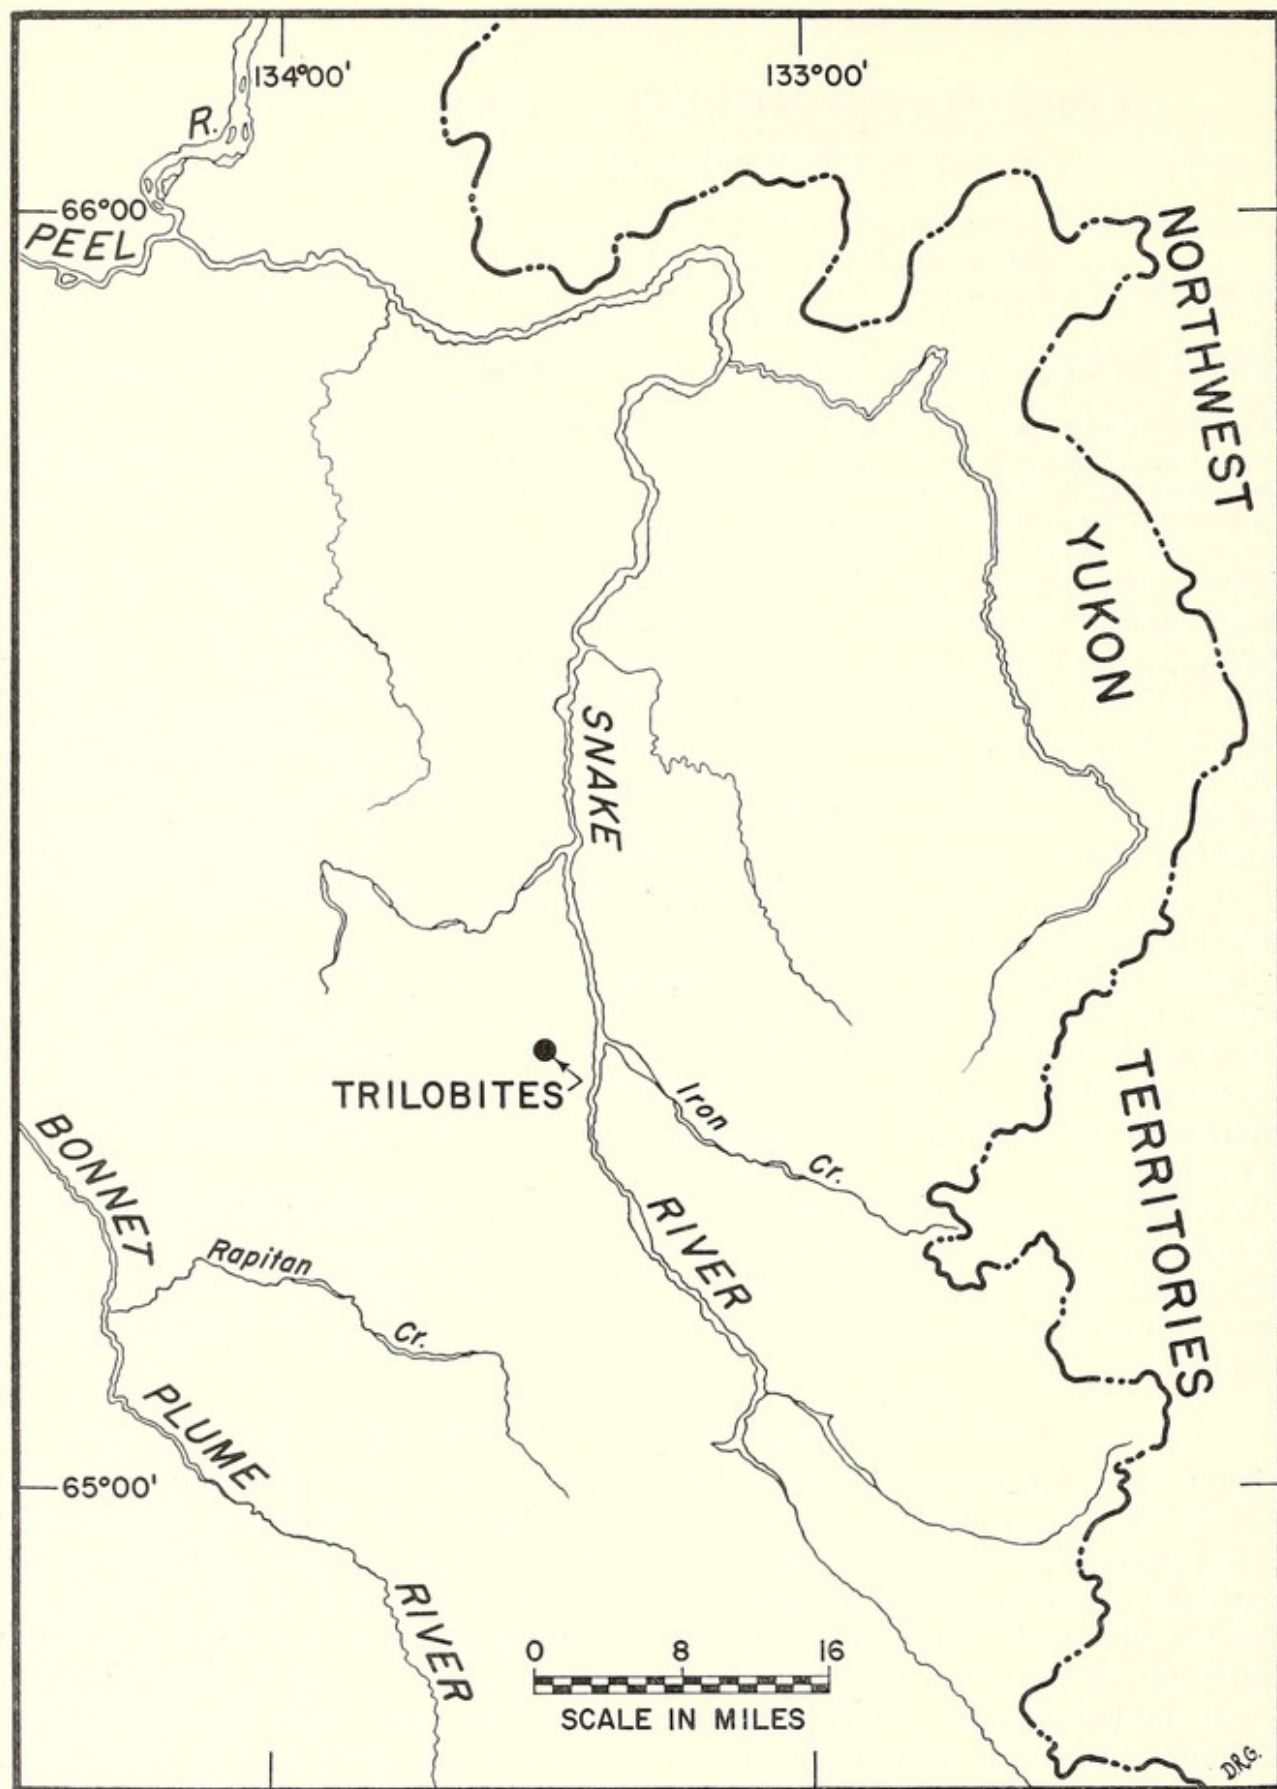 134°00'
133°00'
R.
66°00
PEEL
NORTHWEST
YUKON
SNAKE
TRILOBITES
Iron
Cr.
TERRITORIES
BONNET
RIVER
Rapitan
Cr.
PLUME
65°00'
RIVER
0 8 16
SCALE IN MILES
D.R.G.